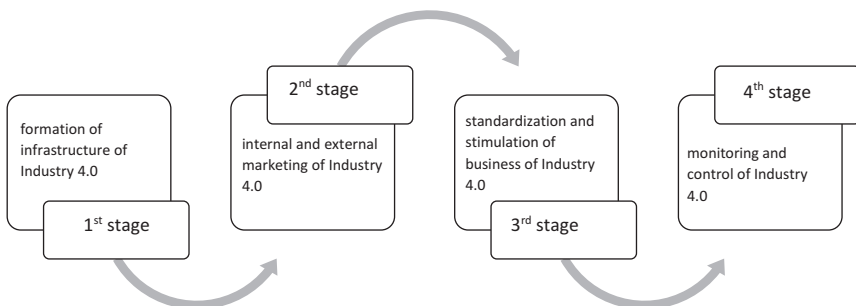 formation of
infrastructure of
Industry 4.0
1st stage
2nd stage
internal and external
marketing of Industry
4.0
standardization and
stimulation of
business of Industry
4.0
3rd stage
4th stage
monitoring and
control of Industry
4.0